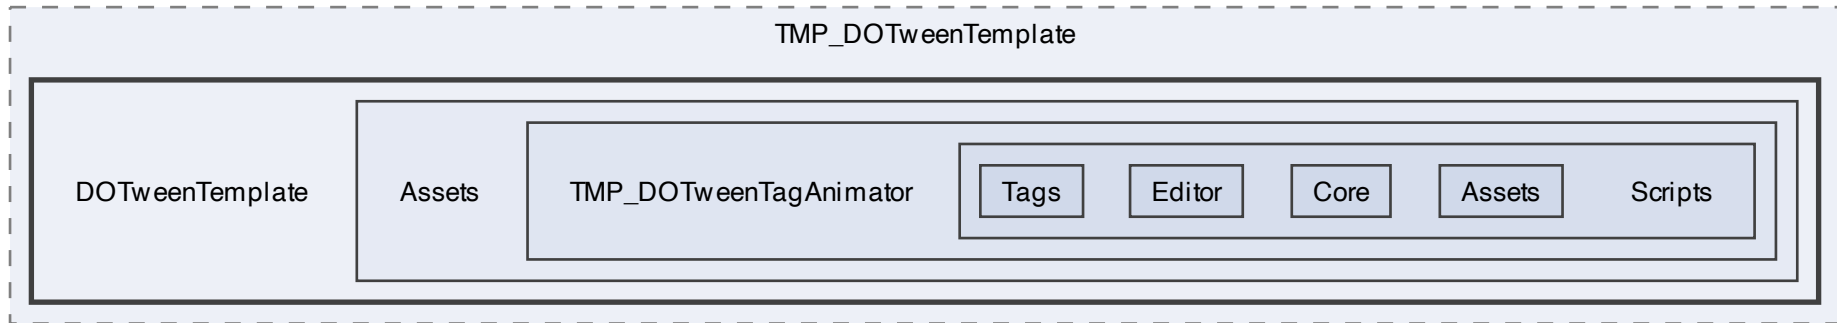 TMP_DOTweenTemplate
DOTweenTemplate
Assets
TMP_DOTweenTagAnimator
Tags
Editor
Core
Assets
Scripts